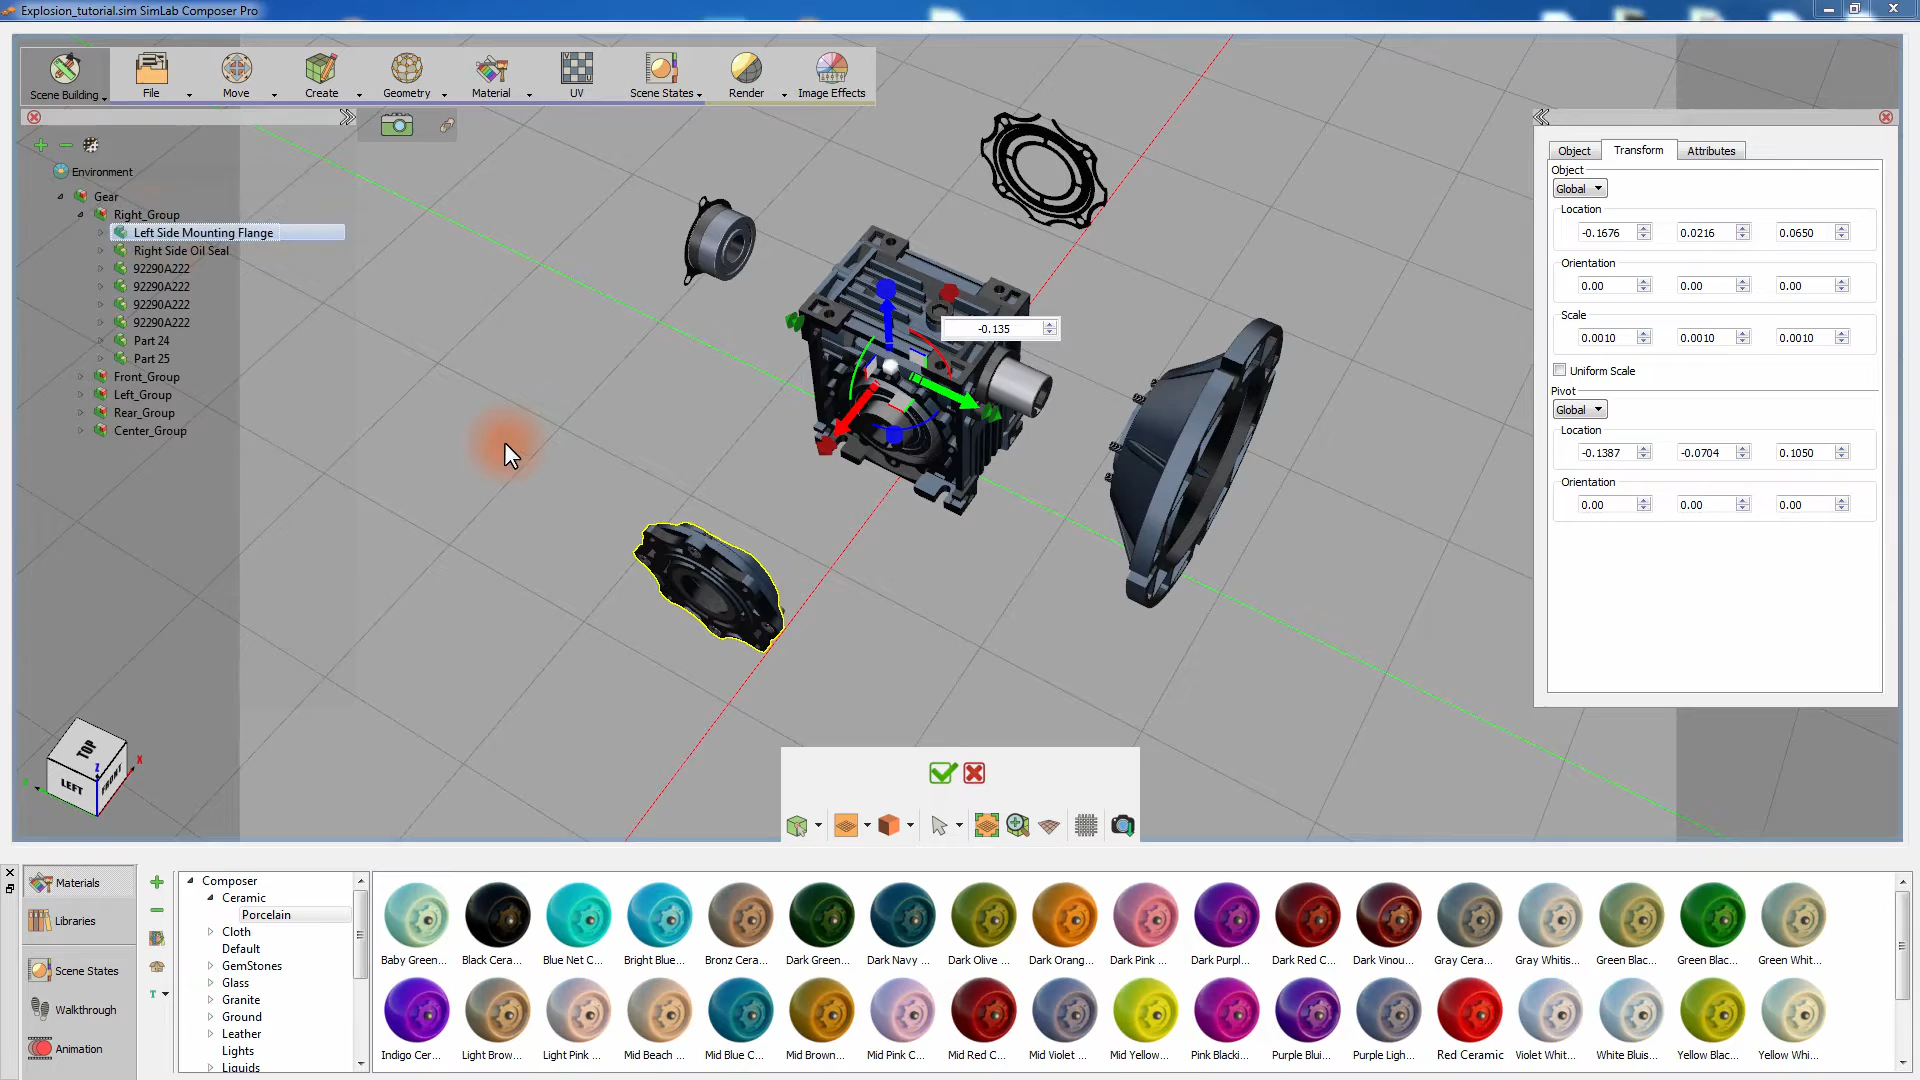 Explosion_tutorial.sim SimLab Composer Pro
Scene Building
File
Move
Create
Geometry
Material
UV
Scene States
Render
Image Effects
Environment
Gear
Right_Group
Left Side Mounting Flange
Right Side Oil Seal
92290A222
92290A222
92290A222
92290A222
Part 24
Part 25
Front_Group
Left_Group
Rear_Group
Center_Group
-0.135
Object Transform Attributes
Object
Global
Location
-0.1676 0.0216 0.0650
Orientation
0.00 0.00 0.00
Scale
0.0010 0.0010 0.0010
Uniform Scale
Pivot
Global
Location
-0.1387 -0.0704 0.1050
Orientation
0.00 0.00 0.00
TOP
LEFT
FRONT
Z
X
Materials
Libraries
Scene States
Walkthrough
Animation
T
Composer
Ceramic
Porcelain
Cloth
Default
GemStones
Glass
Granite
Ground
Leather
Lights
Liquids
Baby Green... Black Cera... Blue Net C... Bright Blue... Bronz Cera... Dark Green... Dark Navy ... Dark Olive ... Dark Orang... Dark Pink ... Dark Purpl... Dark Red C... Dark Vinou... Gray Cera... Gray Whitis... Green Blac... Green Blac... Green Whit...
Indigo Cer... Light Brow... Light Pink ... Mid Beach ... Mid Blue C... Mid Brown... Mid Pink C... Mid Red C... Mid Violet ... Mid Yellow... Pink Blacki... Purple Blui... Purple Ligh... Red Ceramic Violet Whit... White Bluis... Yellow Blac... Yellow Whi...